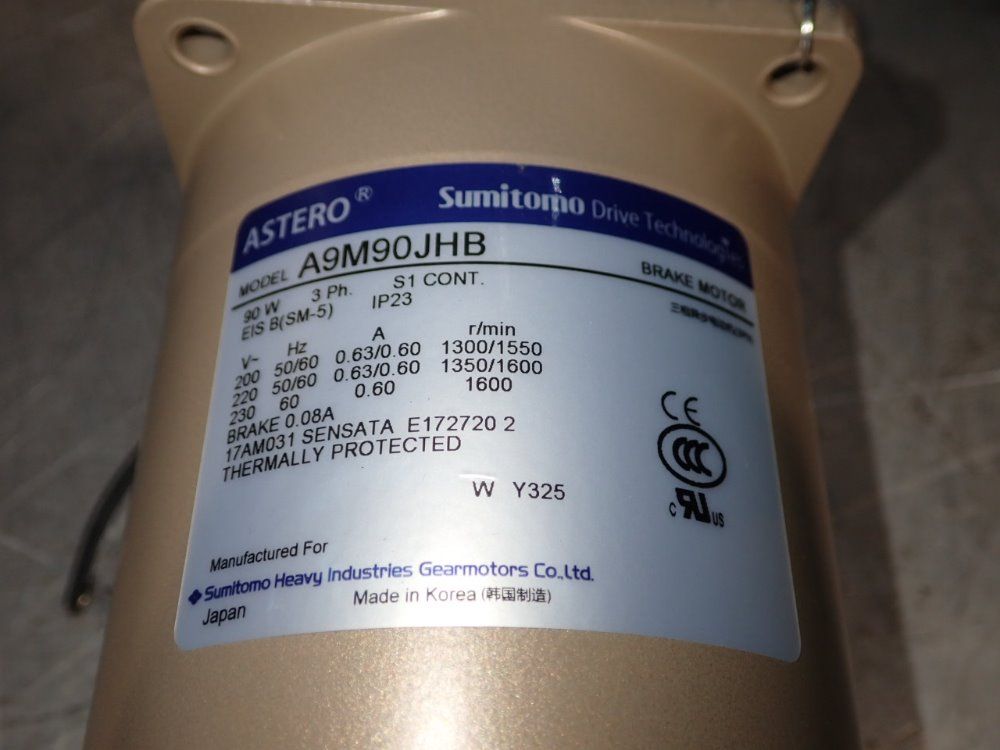 ASTERO® Sumitomo Drive Technologies
MODEL A9M90JHB BRAKE MOTOR
90 W 3 Ph. S1 CONT.
EIS B(SM-5) IP23
V~ Hz A r/min
200 50/60 0.63/0.60 1300/1550
220 50/60 0.63/0.60 1350/1600
230 60 0.60 1600
BRAKE 0.08A
17AM031 SENSATA E172720 2
THERMALLY PROTECTED
W Y325
CE
CCC
c RU US
Manufactured For
Sumitomo Heavy Industries Gearmotors Co.,Ltd.
Japan Made in Korea (韩国制造)